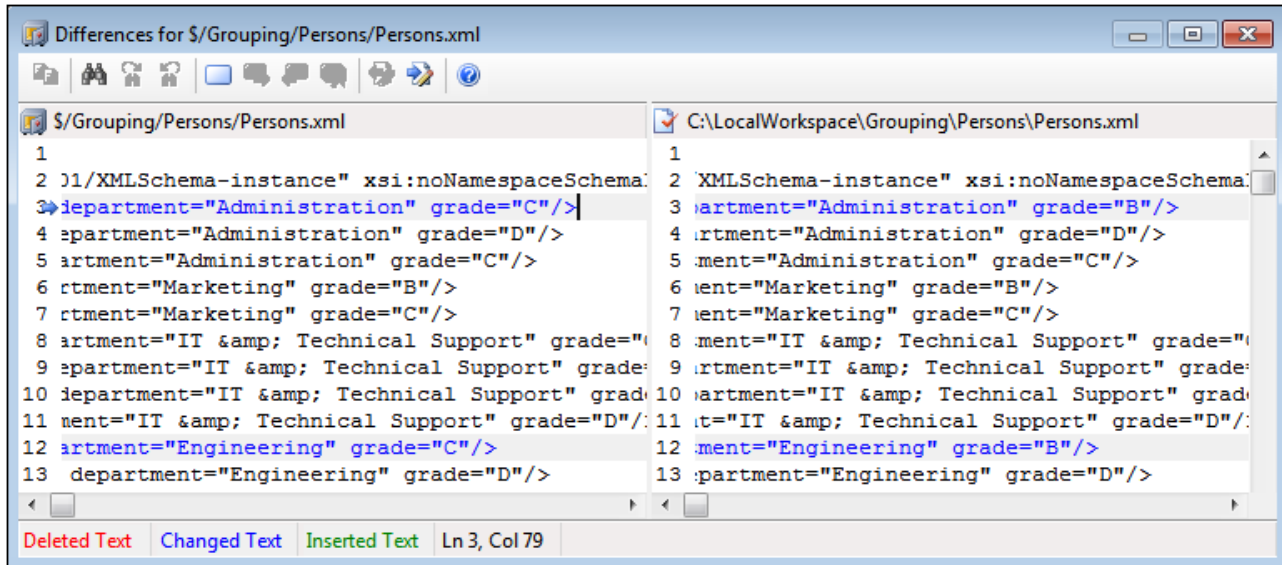 Differences for $/Grouping/Persons/Persons.xml
$/Grouping/Persons/Persons.xml
1
2 01/XMLSchema-instance" xsi:noNamespaceSchema
3 department="Administration" grade="C"/>
4 epartment="Administration" grade="D"/>
5 artment="Administration" grade="C"/>
6 rtment="Marketing" grade="B"/>
7 rtment="Marketing" grade="C"/>
8 artment="IT &amp; Technical Support" grade="
9 epartment="IT &amp; Technical Support" grade
10 department="IT &amp; Technical Support" grad
11 ment="IT &amp; Technical Support" grade="D"/
12 artment="Engineering" grade="C"/>
13 department="Engineering" grade="D"/>
C:\LocalWorkspace\Grouping\Persons\Persons.xml
1
2 XMLSchema-instance" xsi:noNamespaceSchema
3 artment="Administration" grade="B"/>
4 rtment="Administration" grade="D"/>
5 ment="Administration" grade="C"/>
6 ent="Marketing" grade="B"/>
7 ent="Marketing" grade="C"/>
8 ment="IT &amp; Technical Support" grade="
9 rtment="IT &amp; Technical Support" grade
10 artment="IT &amp; Technical Support" grad
11 t="IT &amp; Technical Support" grade="D"/
12 ment="Engineering" grade="B"/>
13 partment="Engineering" grade="D"/>
Deleted Text Changed Text Inserted Text Ln 3, Col 79